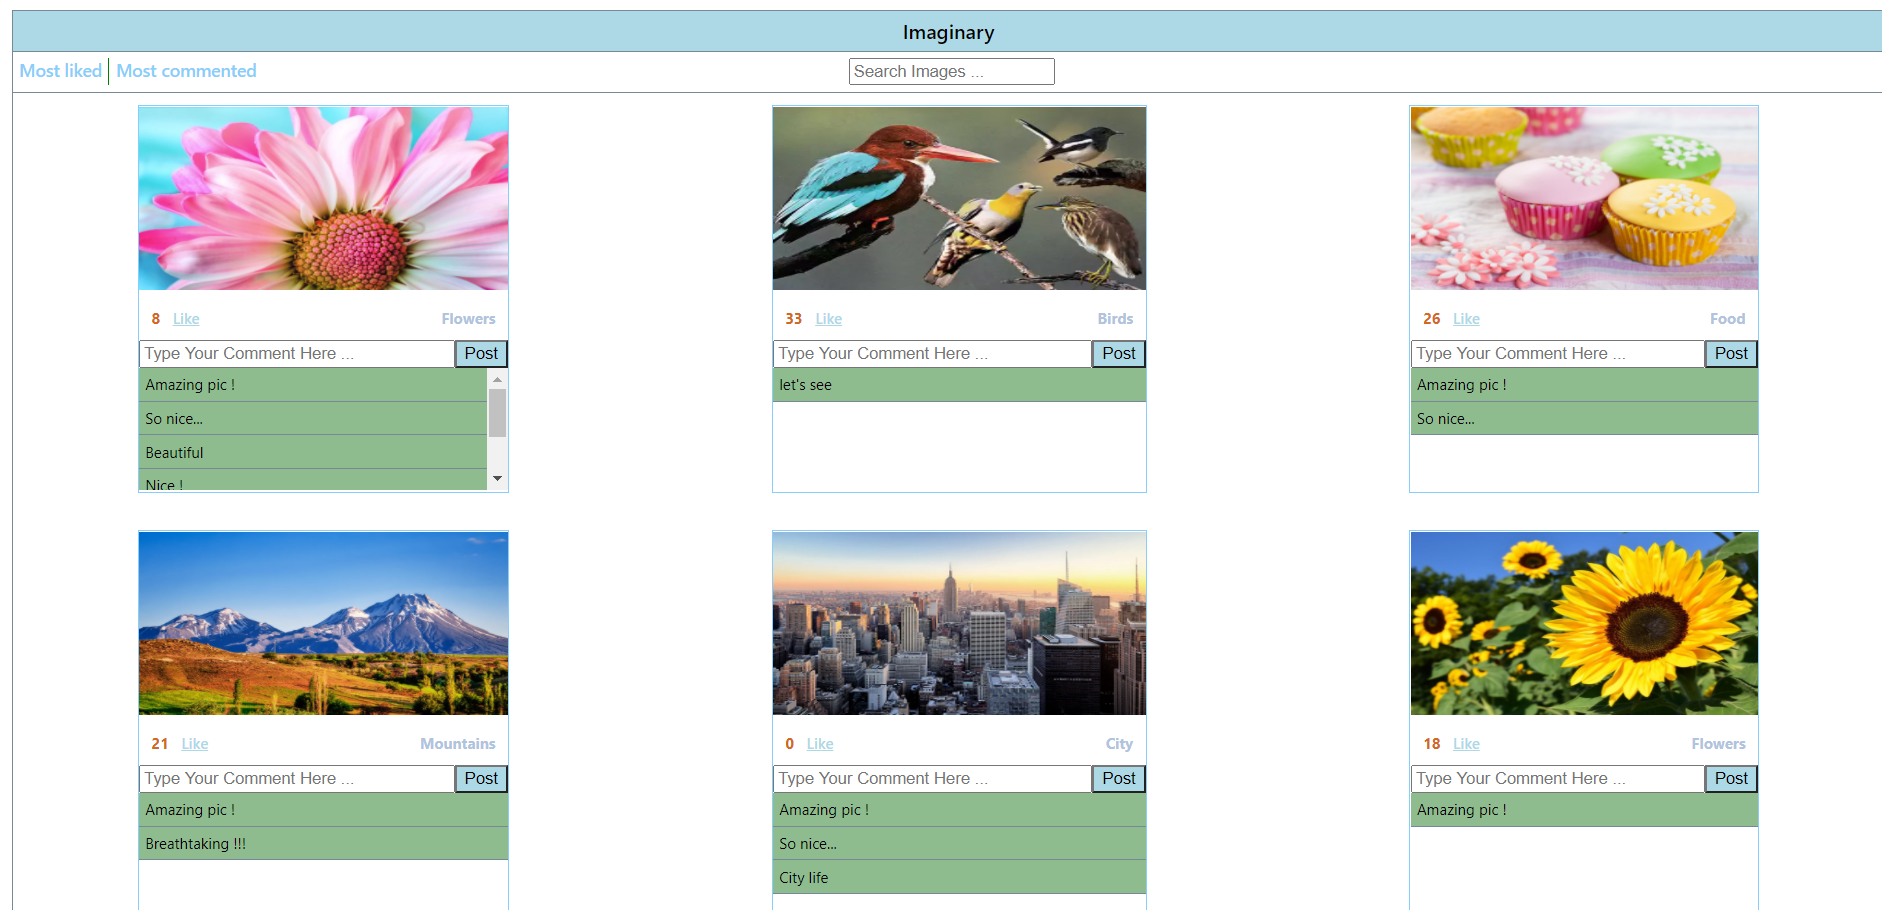 Imaginary
Most liked Most commented Search Images ...
8 Like Flowers
Type Your Comment Here ... Post
Amazing pic !
So nice...
Beautiful
Nice !
33 Like Birds
Type Your Comment Here ... Post
let's see
26 Like Food
Type Your Comment Here ... Post
Amazing pic !
So nice...
21 Like Mountains
Type Your Comment Here ... Post
Amazing pic !
Breathtaking !!!
0 Like City
Type Your Comment Here ... Post
Amazing pic !
So nice...
City life
18 Like Flowers
Type Your Comment Here ... Post
Amazing pic !